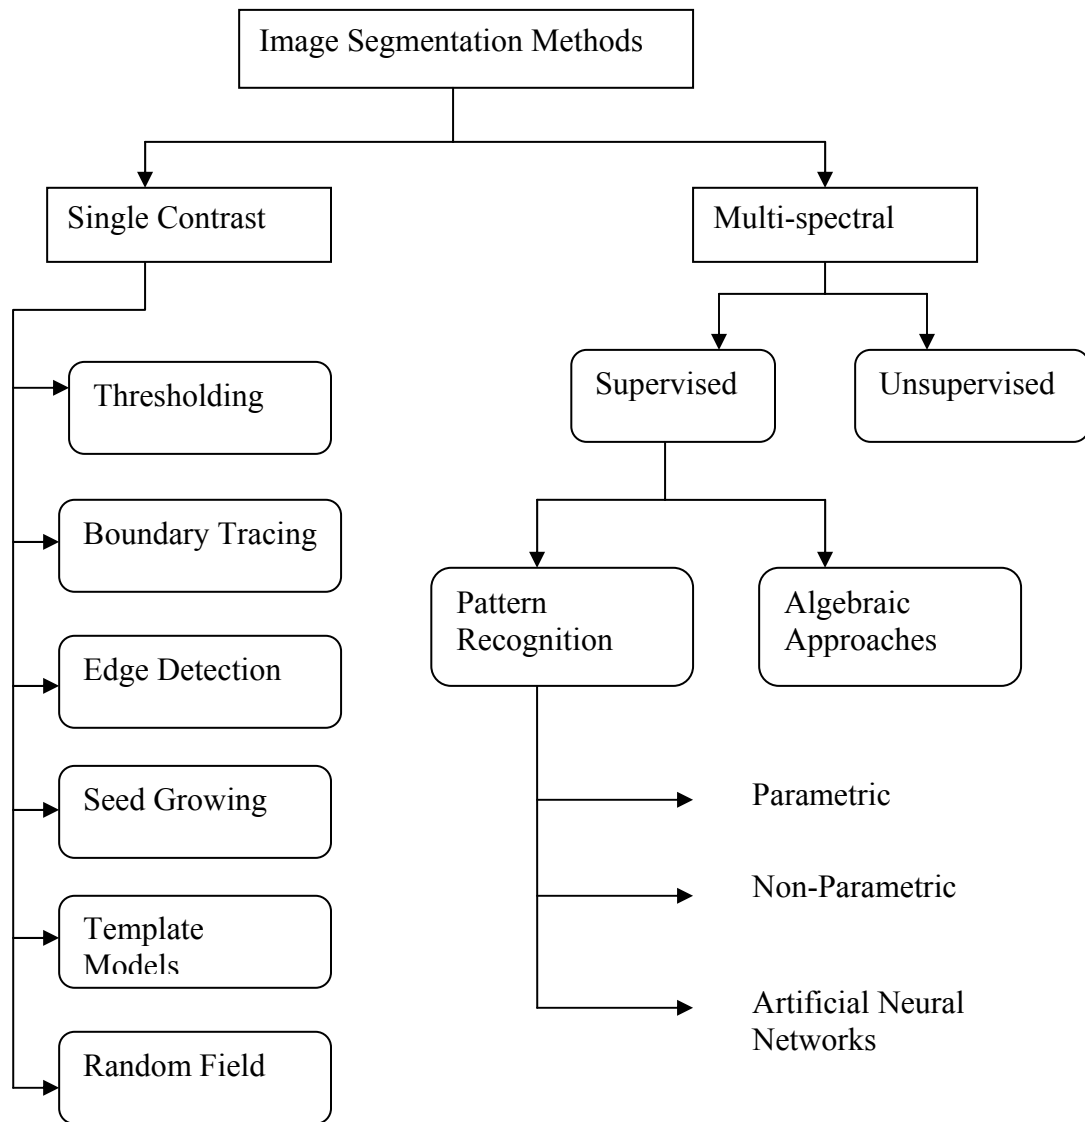 Image Segmentation Methods
Single Contrast
Multi-spectral
Thresholding
Supervised
Unsupervised
Boundary Tracing
Pattern
Recognition
Algebraic
Approaches
Edge Detection
Seed Growing
Parametric
Non-Parametric
Template
Models
Artificial Neural
Networks
Random Field